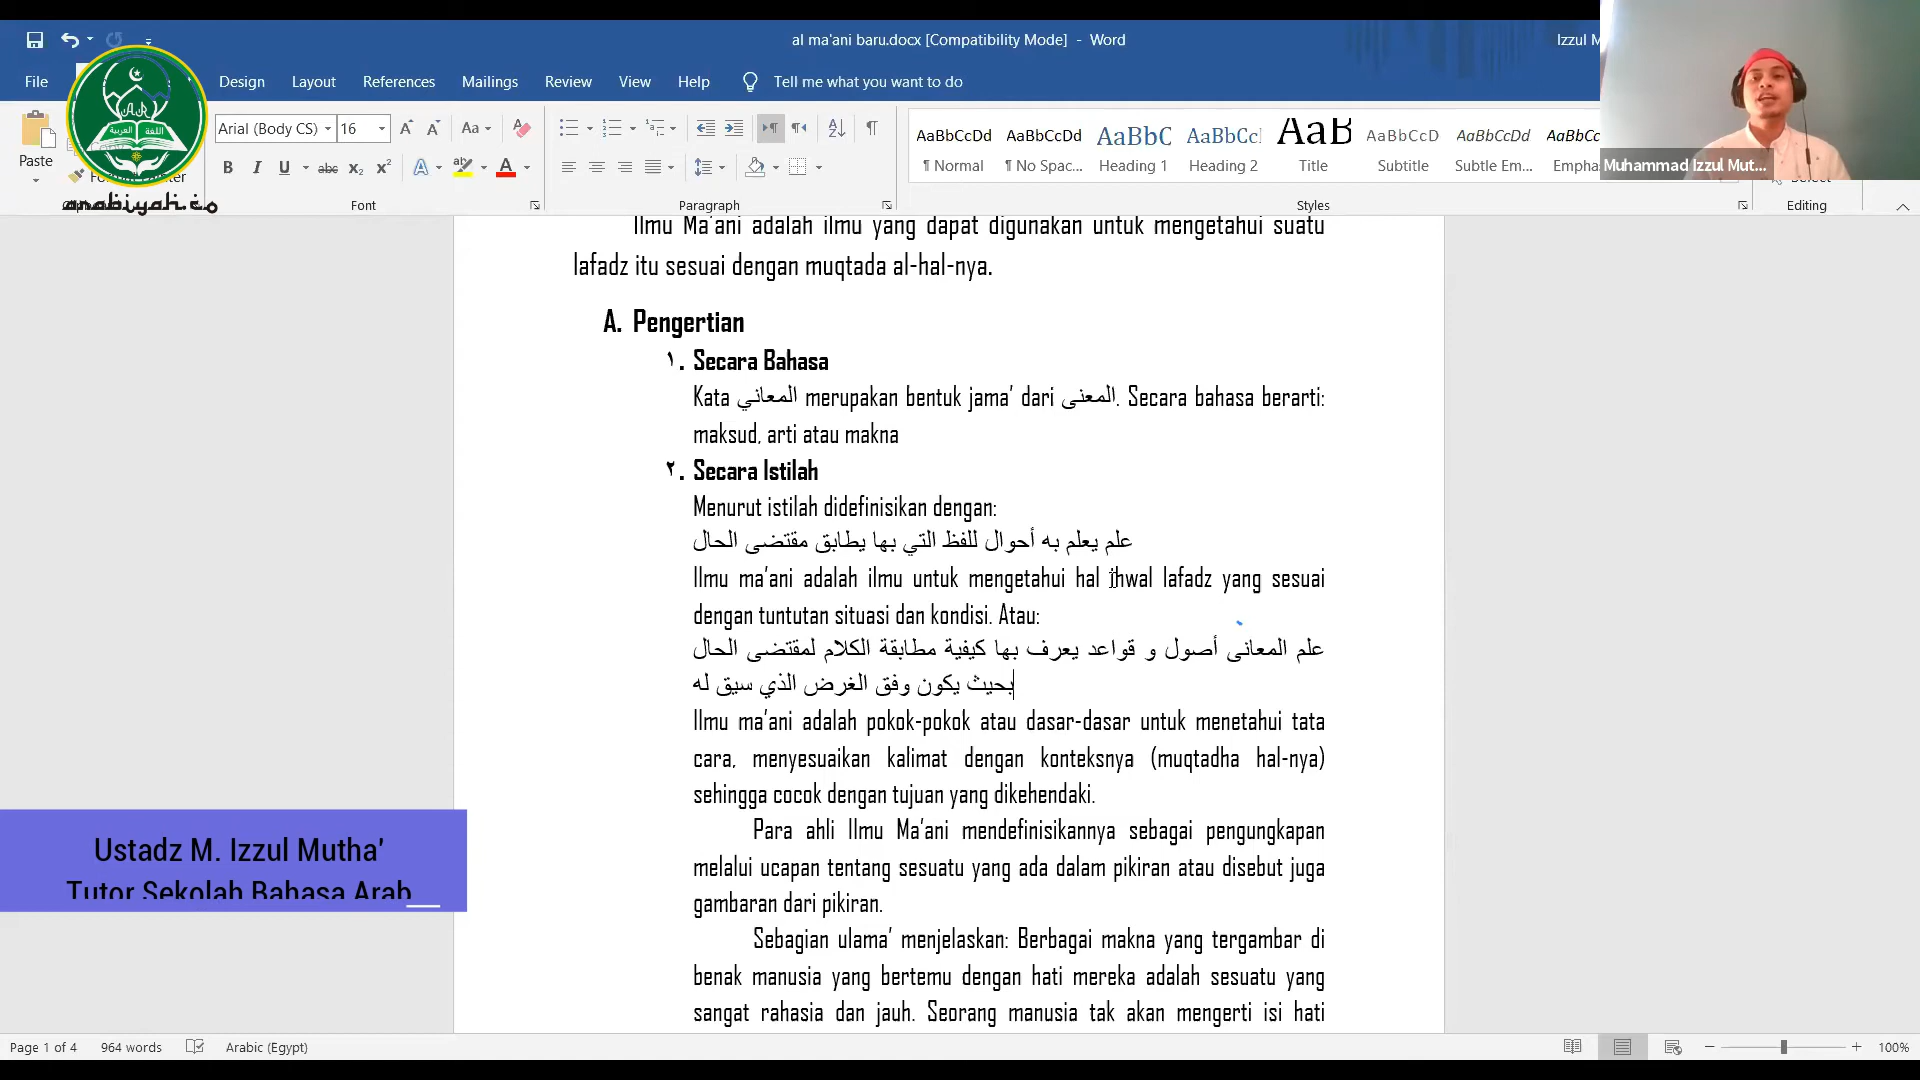 al ma'ani baru.docx [Compatibility Mode] - Word
Izzul M
File
Design
Layout
References
Mailings
Review
View
Help
Tell me what you want to do
Paste
Arial (Body CS)
16
Font
Paragraph
AaBbCcDd
¶ Normal
AaBbCcDd
¶ No Spac...
AaBbC
Heading 1
AaBbCc
Heading 2
AaB
Title
AaBbCcD
Subtitle
AaBbCcDd
Subtle Em...
AaBbCc
Empha
Styles
Editing
Muhammad Izzul Mut...
اللغة العربية
arabiyah.co
Ilmu Ma'ani adalah ilmu yang dapat digunakan untuk mengetahui suatu
lafadz itu sesuai dengan muqtada al-hal-nya.
A. Pengertian
١. Secara Bahasa
Kata المعاني merupakan bentuk jama' dari المعنى. Secara bahasa berarti:
maksud, arti atau makna
٢. Secara Istilah
Menurut istilah didefinisikan dengan:
علم يعلم به أحوال للفظ التي بها يطابق مقتضى الحال
Ilmu ma'ani adalah ilmu untuk mengetahui hal ihwal lafadz yang sesuai
dengan tuntutan situasi dan kondisi. Atau:
علم المعانى أصول و قواعد يعرف بها كيفية مطابقة الكلام لمقتضى الحال
بحيث يكون وفق الغرض الذي سيق له
Ilmu ma'ani adalah pokok-pokok atau dasar-dasar untuk menetahui tata
cara, menyesuaikan kalimat dengan konteksnya (muqtadha hal-nya)
sehingga cocok dengan tujuan yang dikehendaki.
Para ahli Ilmu Ma'ani mendefinisikannya sebagai pengungkapan
melalui ucapan tentang sesuatu yang ada dalam pikiran atau disebut juga
gambaran dari pikiran.
Sebagian ulama' menjelaskan: Berbagai makna yang tergambar di
benak manusia yang bertemu dengan hati mereka adalah sesuatu yang
sangat rahasia dan jauh. Seorang manusia tak akan mengerti isi hati
Ustadz M. Izzul Mutha'
Tutor Sekolah Bahasa Arab
Page 1 of 4
964 words
Arabic (Egypt)
100%